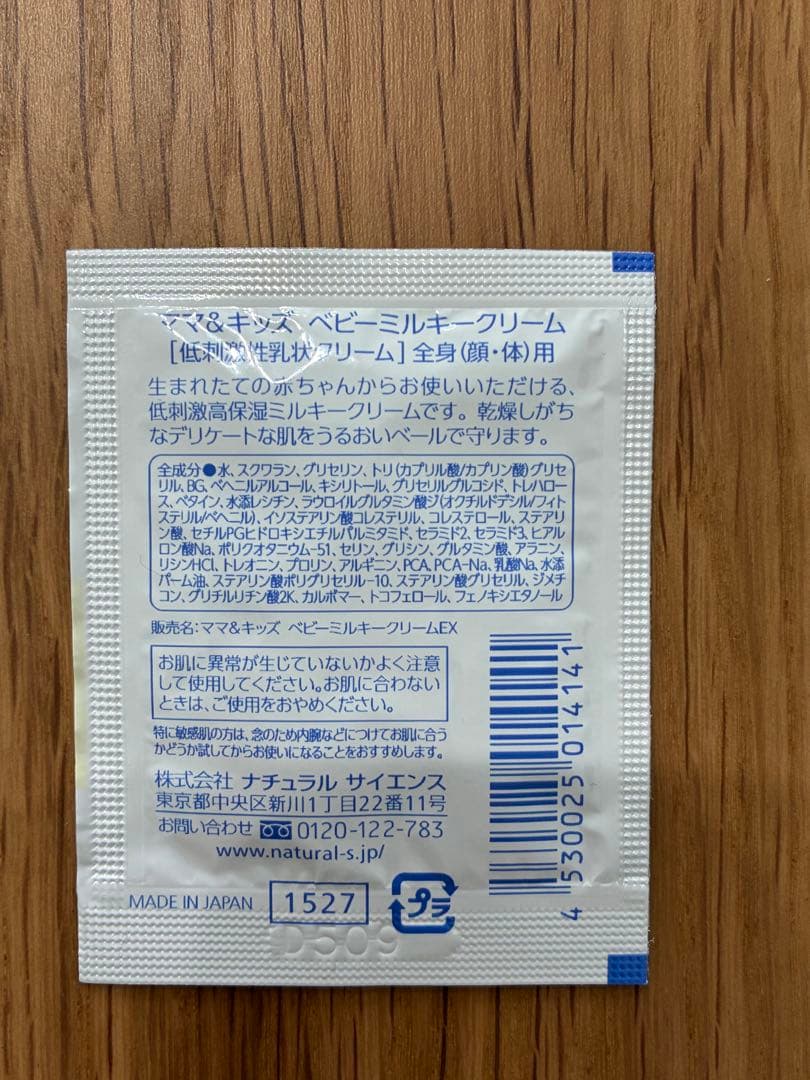 ママ&キッズ ベビーミルキークリーム
[低刺激性乳状クリーム] 全身(顔・体)用
生まれたての赤ちゃんからお使いいただける、
低刺激高保湿ミルキークリームです。乾燥しがち
なデリケートな肌をうるおいベールで守ります。
全成分●水、スクワラン、グリセリン、トリ(カプリル酸/カプリン酸)グリセ
リル、BG、ベヘニルアルコール、キシリトール、グリセリルグルコシド、トレハロー
ス、ベタイン、水添レシチン、ラウロイルグルタミン酸ジ(オクチルドデシル/フィト
ステリル/ベヘニル)、イソステアリン酸コレステリル、コレステロール、ステアリン
酸、セチルPGヒドロキシエチルパルミタミド、セラミド2、セラミド3、ヒアル
ロン酸Na、ポリクオタニウム-51、セリン、グリシン、グルタミン酸、アラニン、
リシンHCl、トレオニン、プロリン、アルギニン、PCA、PCA-Na、乳酸Na、水添
パーム油、ステアリン酸ポリグリセリル-10、ステアリン酸グリセリル、ジメチ
コン、グリチルリチン酸2K、カルボマー、トコフェロール、フェノキシエタノール
販売名:ママ&キッズ ベビーミルキークリームEX
お肌に異常が生じていないかよく注意
して使用してください。お肌に合わない
ときは、ご使用をおやめください。
特に敏感肌の方は、念のため内腕などにつけてお肌に合う
かどうか試してからお使いになることをおすすめします。
株式会社 ナチュラル サイエンス
東京都中央区新川1丁目22番11号
お問い合わせ 0120-122-783
www.natural-s.jp/
4 530025 014141
MADE IN JAPAN 1527 プラ
D509